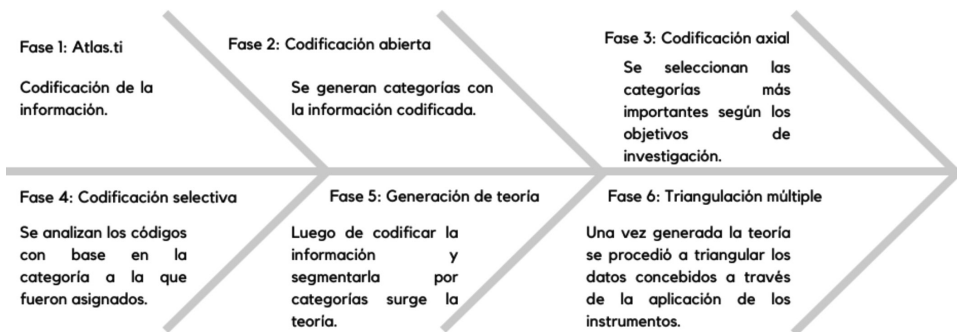 Fase 1: Atlas.ti
Codificación de la
información.
Fase 2: Codificación abierta
Se generan categorías con
la información codificada.
Fase 3: Codificación axial
Se seleccionan las
categorías más
importantes según los
objetivos de
investigación.
Fase 4: Codificación selectiva
Se analizan los códigos
con base en la
categoría a la que
fueron asignados.
Fase 5: Generación de teoría
Luego de codificar la
información y
segmentarla por
categorías surge la
teoría.
Fase 6: Triangulación múltiple
Una vez generada la teoría
se procedió a triangular los
datos concebidos a través
de la aplicación de los
instrumentos.